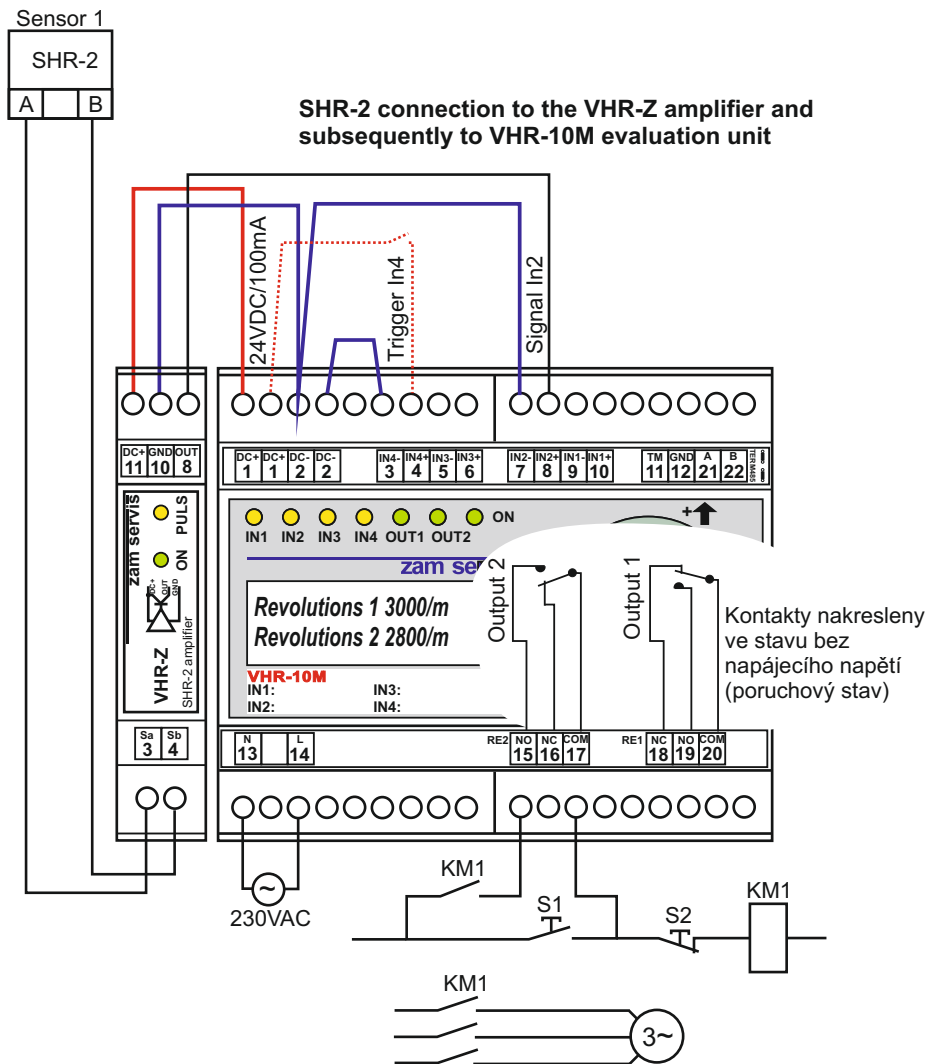 Sensor 1
SHR-2
A B
SHR-2 connection to the VHR-Z amplifier and
subsequently to VHR-10M evaluation unit
24VDC/100mA
Trigger In4
Signal In2
DC+ GND OUT
11 10 8
DC+ DC+ DC- DC- IN4- IN4+ IN3- IN3+ IN2- IN2+ IN1- IN1+ TM GND A B
1 1 2 2 3 4 5 6 7 8 9 10 11 12 21 22
TERM485
zam servis
PULS
ON
DC+
OUT
GND
VHR-Z
SHR-2 amplifier
ON
IN1 IN2 IN3 IN4 OUT1 OUT2
+
zam se
Revolutions 1 3000/m
Revolutions 2 2800/m
VHR-10M
IN1: IN3:
IN2: IN4:
Output 2
Output 1
Kontakty nakresleny
ve stavu bez
napájecího napětí
(poruchový stav)
Sa Sb
3 4
N L RE2 NO NC COM RE1 NC NO COM
13 14 15 16 17 18 19 20
~
230VAC
KM1
S1
S2
KM1
KM1
3~